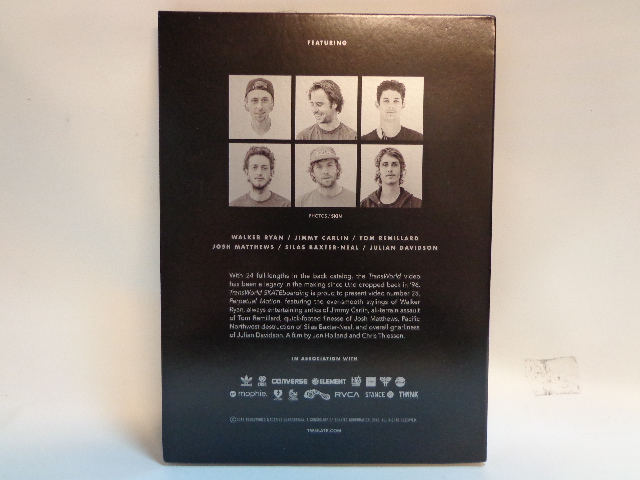 FEATURING
PHOTOS/SKIN
WALKER RYAN / JIMMY CARLIN / TOM REMILLARD
JOSH MATTHEWS / SILAS BAXTER-NEAL / JULIAN DAVIDSON
With 24 full-lengths in the back catalog, the TransWorld video
has been a legacy in the making since Uno dropped back in '96.
TransWorld SKATEboarding is proud to present video number 25,
Perpetual Motion, featuring the ever-smooth stylings of Walker
Ryan, always entertaining antics of Jimmy Carlin, all-terrain assault
of Tom Remillard, quick-footed finesse of Josh Matthews, Pacific
Northwest destruction of Silas Baxter-Neal, and overall gnarliness
of Julian Davidson. A film by Jon Holland and Chris Thiessen.
IN ASSOCIATION WITH
CONVERSE ELEMENT
mophie RVCA STANCE THINK
TWSKATE.COM